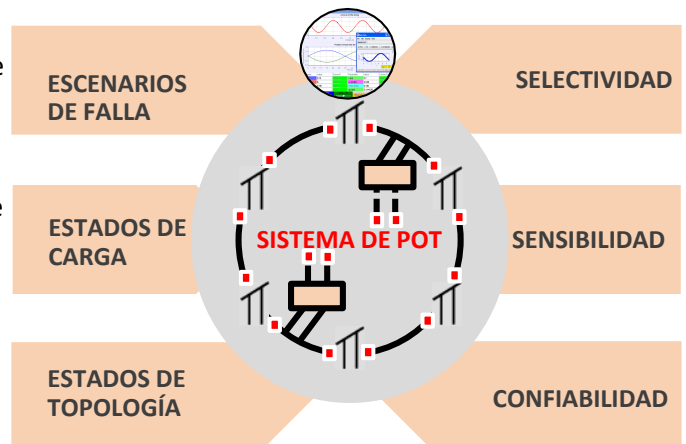 e
ESCENARIOS
DE FALLA
SELECTIVIDAD
e
ESTADOS DE
CARGA
SISTEMA DE POT
SENSIBILIDAD
ESTADOS DE
TOPOLOGÍA
CONFIABILIDAD